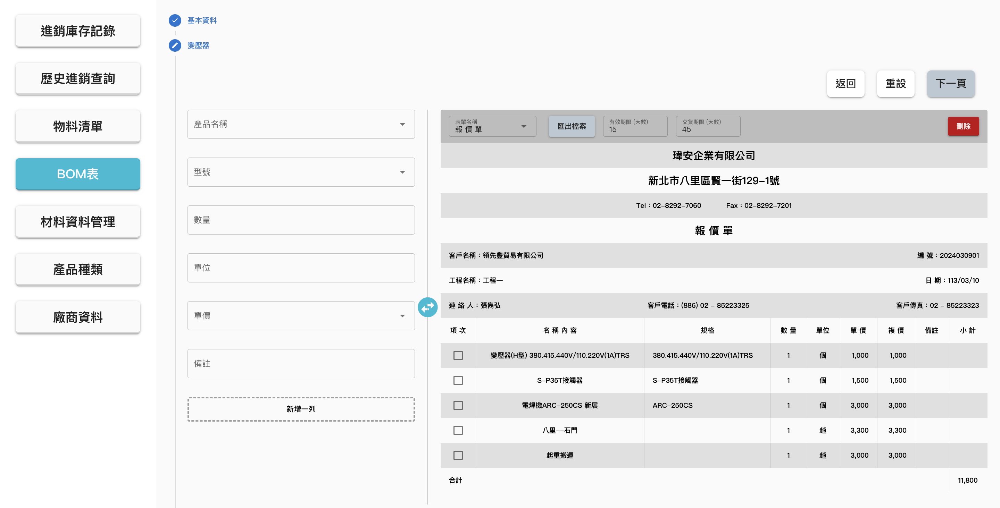 進銷庫存記錄
歷史進銷查詢
物料清單
BOM表
材料資料管理
產品種類
廠商資料
基本資料
變壓器
返回 重設 下一頁
產品名稱
型號
數量
單位
單價
備註
新增一列
表單名稱 報 價 單 匯出檔案 有效期限 (天數) 15 交貨期限 (天數) 45 刪除
瑋安企業有限公司
新北市八里區賢一街129-1號
Tel：02-8292-7060 Fax：02-8292-7201
報 價 單
客戶名稱：領先豐貿易有限公司 編 號：2024030901
工程名稱：工程一 日 期：113/03/10
連 絡 人：張雋弘 客戶電話：(886) 02 - 85223325 客戶傳真：02 - 85223323
項 次 名 稱 內 容 規格 數 量 單位 單 價 複 價 備註 小 計
變壓器(H型) 380.415.440V/110.220V(1A)TRS 380.415.440V/110.220V(1A)TRS 1 個 1,000 1,000
S-P35T接觸器 S-P35T接觸器 1 個 1,500 1,500
電焊機ARC-250CS 新展 ARC-250CS 1 個 3,000 3,000
八里--石門 1 趟 3,300 3,300
起重搬運 1 趟 3,000 3,000
合計 11,800